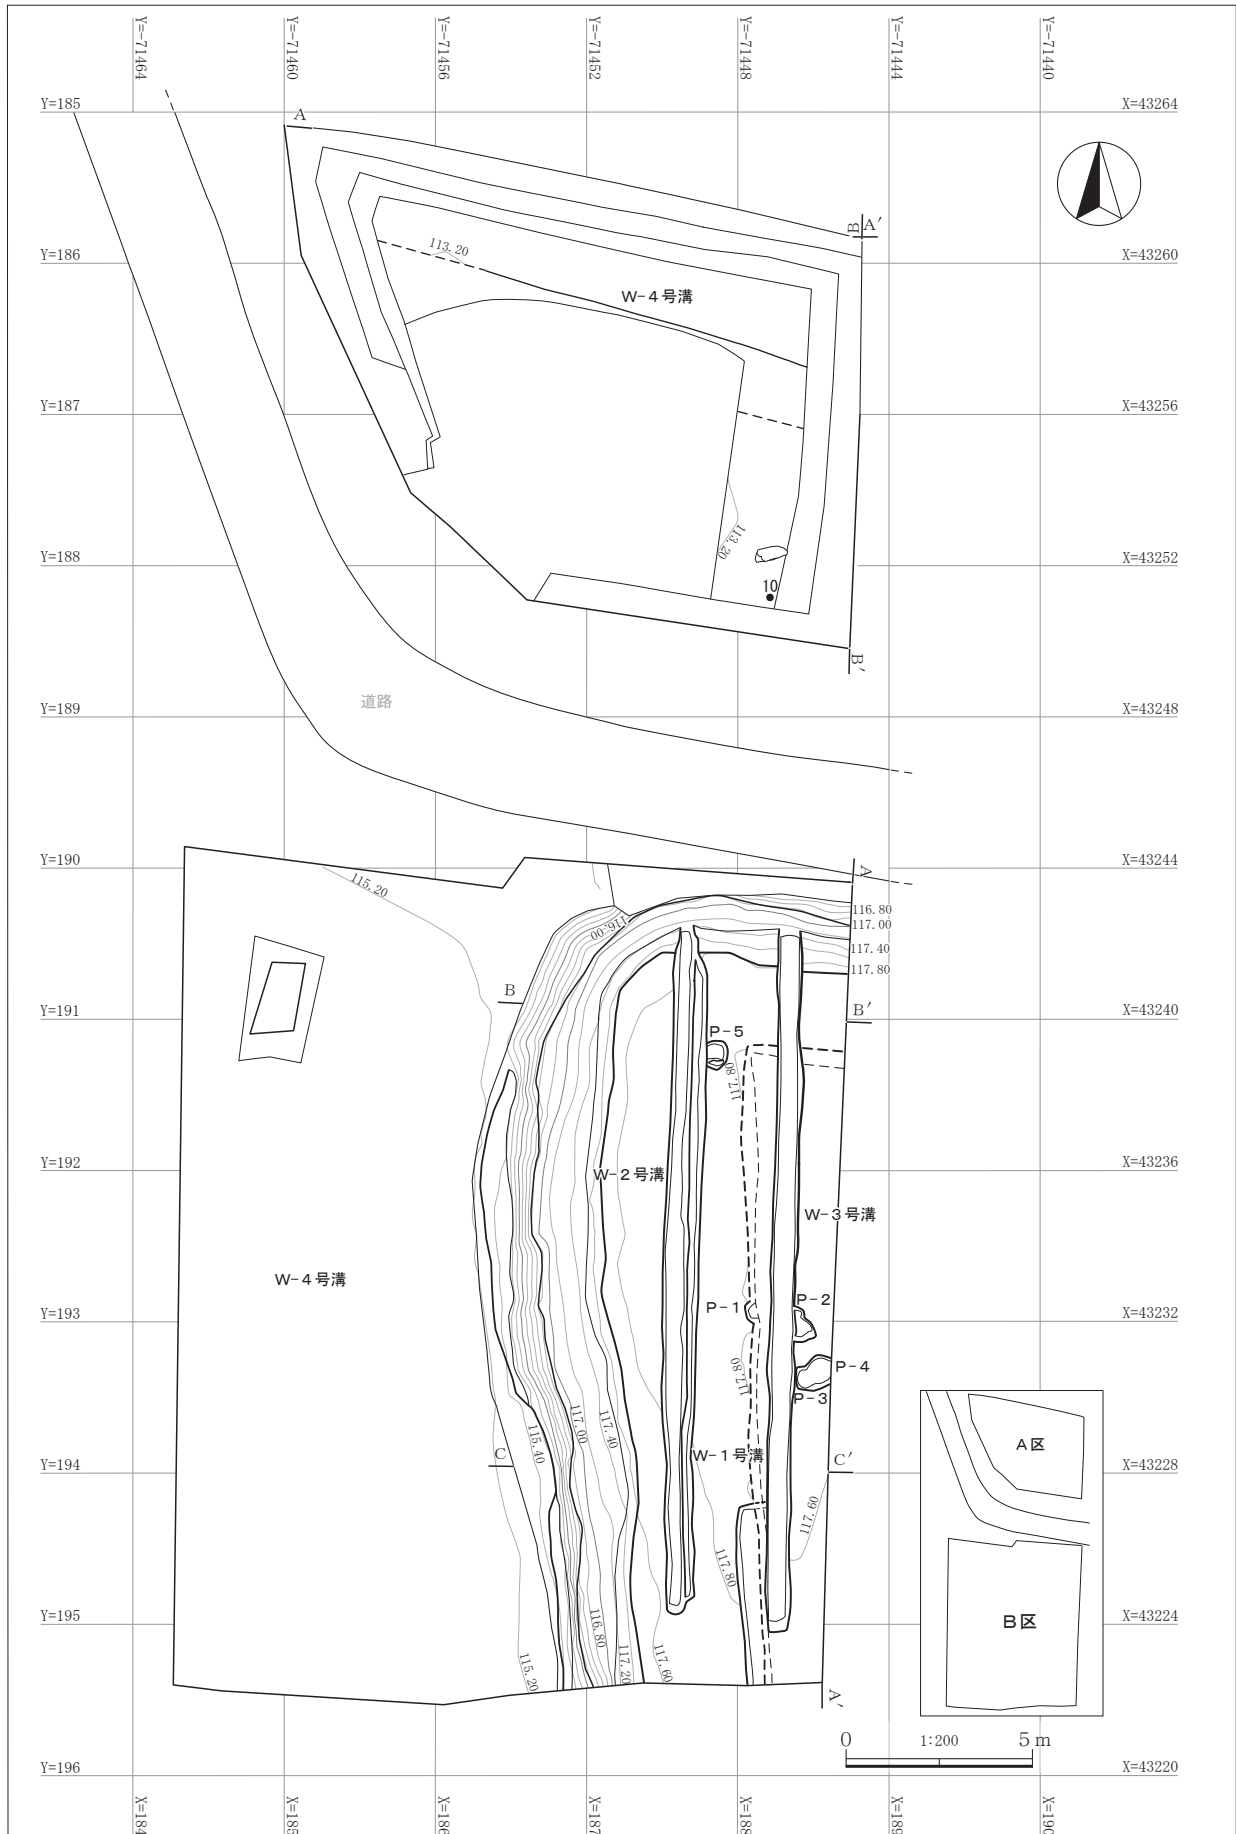 Y=-71464
Y=-71460
Y=-71456
Y=-71452
Y=-71448
Y=-71444
Y=-71440
Y=185
X=43264
A
B
A′
113.20
Y=186
X=43260
W-4号溝
Y=187
X=43256
113.20
Y=188
X=43252
10
B′
道路
Y=189
X=43248
Y=190
X=43244
A
115.20
116.80
117.00
116.00
117.40
117.80
B
Y=191
X=43240
B′
P-5
117.80
Y=192
X=43236
W-2号溝
W-3号溝
W-4号溝
P-1
P-2
Y=193
X=43232
117.80
P-4
P-3
117.00
117.40
115.40
W-1号溝
C
C′
Y=194
X=43228
A区
117.60
117.80
Y=195
X=43224
B区
116.80
115.20
117.20
117.60
A′
0
1:200
5m
Y=196
X=43220
X=184
X=185
X=186
X=187
X=188
X=189
X=190